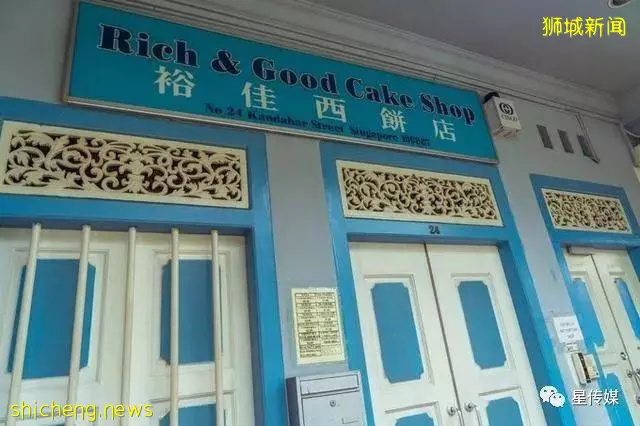 狮城新闻
Rich & Good Cake Shop
裕佳西餅店
No.24 Kandahar Street Singapore 198887
24
星传媒
shicheng.news